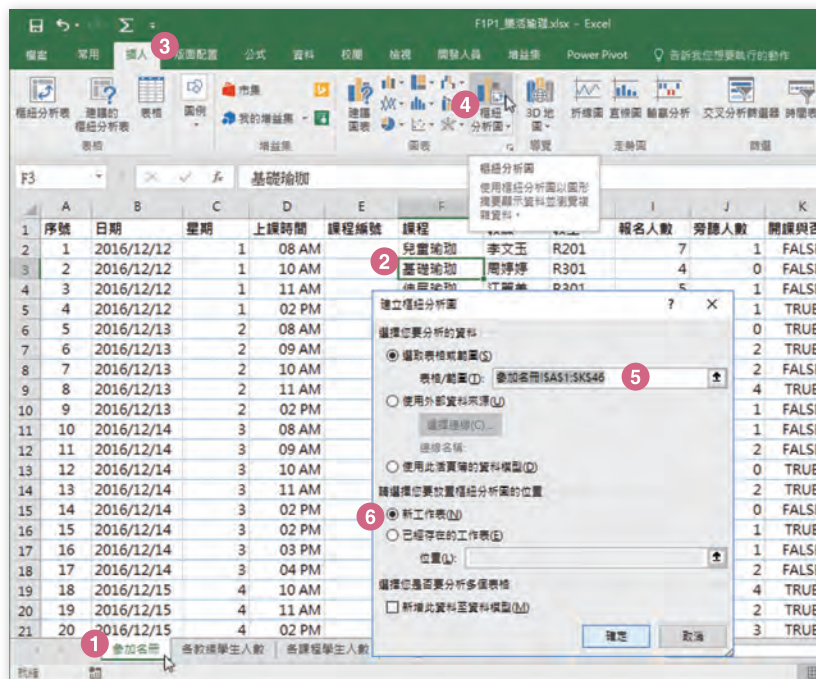 F1P1_樂活瑜珈.xlsx - Excel
檔案 常用 插入 3 版面配置 公式 資料 校閱 檢視 開發人員 增益集 Power Pivot 告訴我您想要執行的動作
樞紐分析表 建議的樞紐分析表 表格 圖例 市集 我的增益集 建議圖表 4 樞紐分析圖 3D 地圖 折線圖 直條圖 輸贏分析 交叉分析篩選器
表格 增益集 圖表 導覽 走勢圖 篩選
F3 fx 基礎瑜珈
樞紐分析圖
使用樞紐分析圖以圖形
摘要顯示資料並瀏覽複
雜資料。
A B C D E F I J K
1 序號 日期 星期 上課時間 課程編號 課程 報名人數 旁聽人數 開課與否
2 1 2016/12/12 1 08 AM 兒童瑜珈 李文玉 R201 7 1 FALSE
3 2 2016/12/12 1 10 AM 2 基礎瑜珈 周婷婷 R301 4 0 FALSE
4 3 2016/12/12 1 11 AM R301 5 1 FALSE
5 4 2016/12/12 1 02 PM 1 TRUE
6 5 2016/12/13 2 08 AM 0 TRUE
7 6 2016/12/13 2 09 AM 2 TRUE
8 7 2016/12/13 2 10 AM 2 FALSE
9 8 2016/12/13 2 11 AM 4 TRUE
10 9 2016/12/13 2 02 PM 1 FALSE
11 10 2016/12/14 3 08 AM 1 FALSE
12 11 2016/12/14 3 09 AM 2 FALSE
13 12 2016/12/14 3 10 AM 0 TRUE
14 13 2016/12/14 3 11 AM 2 TRUE
15 14 2016/12/14 3 02 PM 0 FALSE
16 15 2016/12/14 3 02 PM 1 TRUE
17 16 2016/12/14 3 03 PM 1 FALSE
18 17 2016/12/14 3 04 PM 2 FALSE
19 18 2016/12/15 4 10 AM 4 TRUE
20 19 2016/12/15 4 11 AM 2 TRUE
21 20 2016/12/15 4 02 PM 3 TRUE
建立樞紐分析圖 ? ×
選擇您要分析的資料
選取表格或範圍(S)
表格/範圍(T): 參加名冊!$A$1:$K$46 5
使用外部資料來源(U)
選擇連線(C)...
連線名稱:
使用此活頁簿的資料模型(D)
請選擇您要放置樞紐分析圖的位置
6 新工作表(N)
已經存在的工作表(E)
位置(L):
選擇您是否要分析多個表格
新增此資料至資料模型(M)
確定 取消
1 參加名冊 各教練學生人數 各課程學生人數
就緒